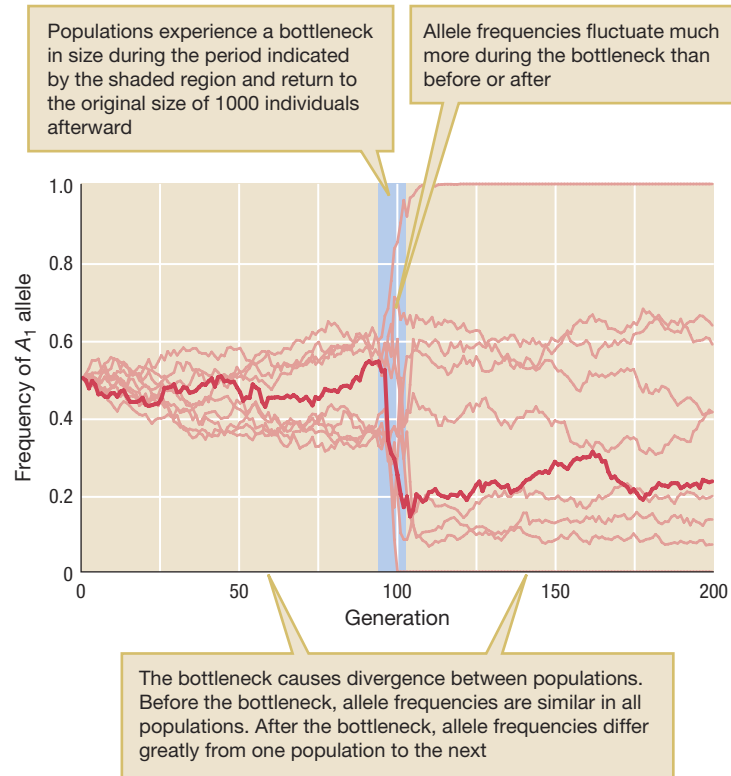 Populations experience a bottleneck
in size during the period indicated
by the shaded region and return to
the original size of 1000 individuals
afterward
Allele frequencies fluctuate much
more during the bottleneck than
before or after
1.0
0.8
0.6
0.4
0.2
0
Frequency of A₁ allele
0
50
100
150
200
Generation
The bottleneck causes divergence between populations.
Before the bottleneck, allele frequencies are similar in all
populations. After the bottleneck, allele frequencies differ
greatly from one population to the next